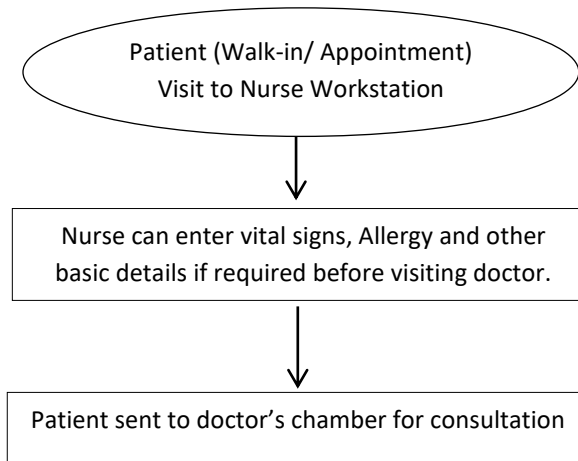 Patient (Walk-in/ Appointment)
Visit to Nurse Workstation
Nurse can enter vital signs, Allergy and other
basic details if required before visiting doctor.
Patient sent to doctor’s chamber for consultation